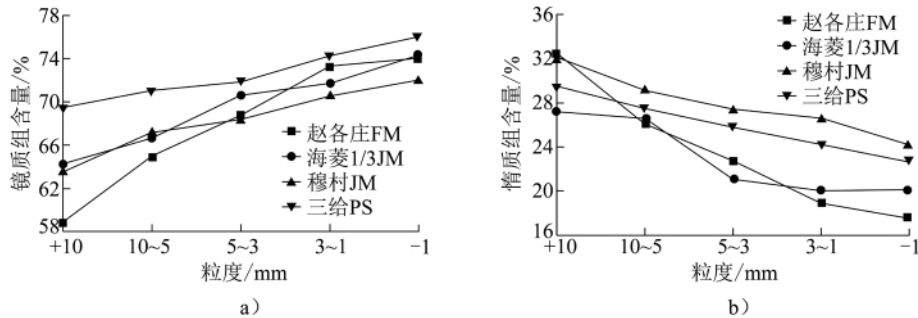 a）
镜质组含量/%
78
74
70
66
62
58
+10
10~5
5~3
3~1
−1
粒度/mm
赵各庄FM
海菱1/3JM
穆村JM
三给PS
a）
惰质组含量/%
36
32
28
24
20
16
+10
10~5
5~3
3~1
−1
粒度/mm
赵各庄FM
海菱1/3JM
穆村JM
三给PS
b）